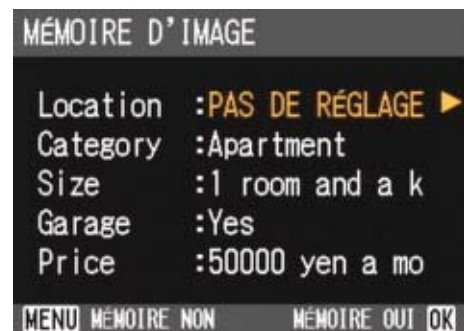 MÉMOIRE D'IMAGE
Location :PAS DE RÉGLAGE ▶
Category :Apartment
Size :1 room and a k
Garage :Yes
Price :50000 yen a mo
MENU MÉMOIRE NON MÉMOIRE OUI OK